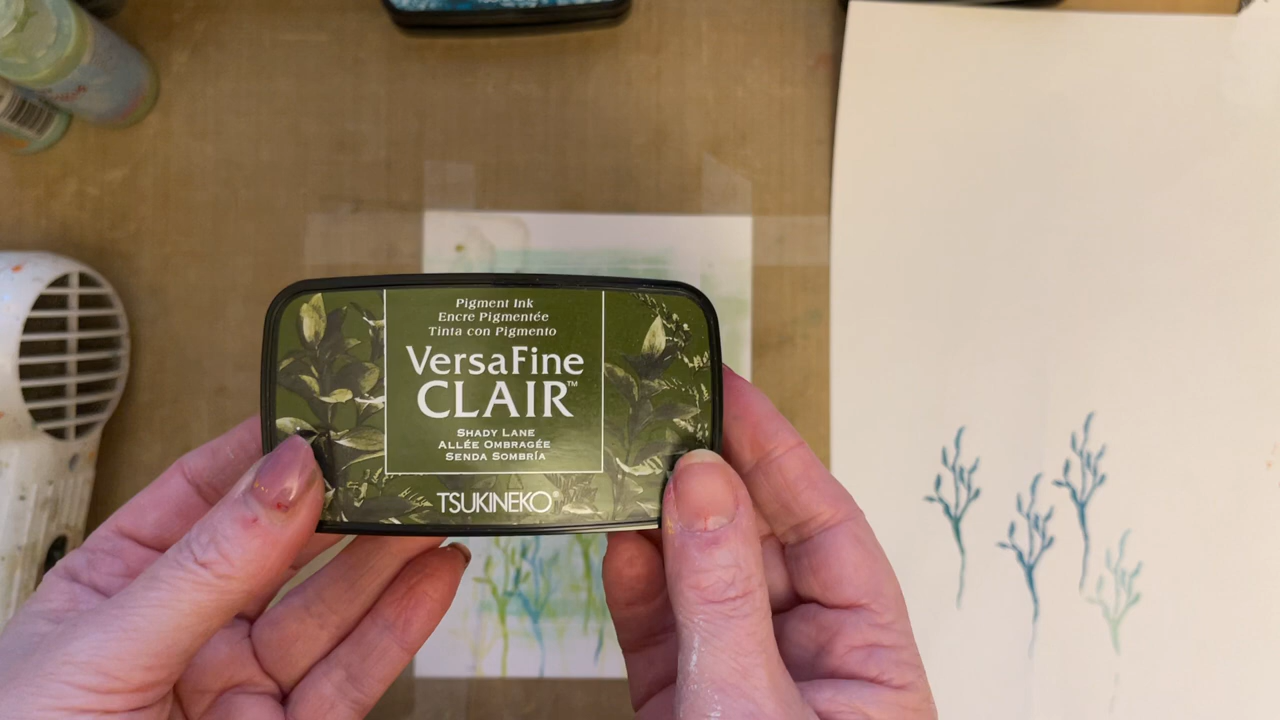 Pigment Ink
Encre Pigmentée
Tinta con Pigmento
VersaFine
CLAIR™
SHADY LANE
ALLÉE OMBRAGÉE
SENDA SOMBRÍA
TSUKINEKO®